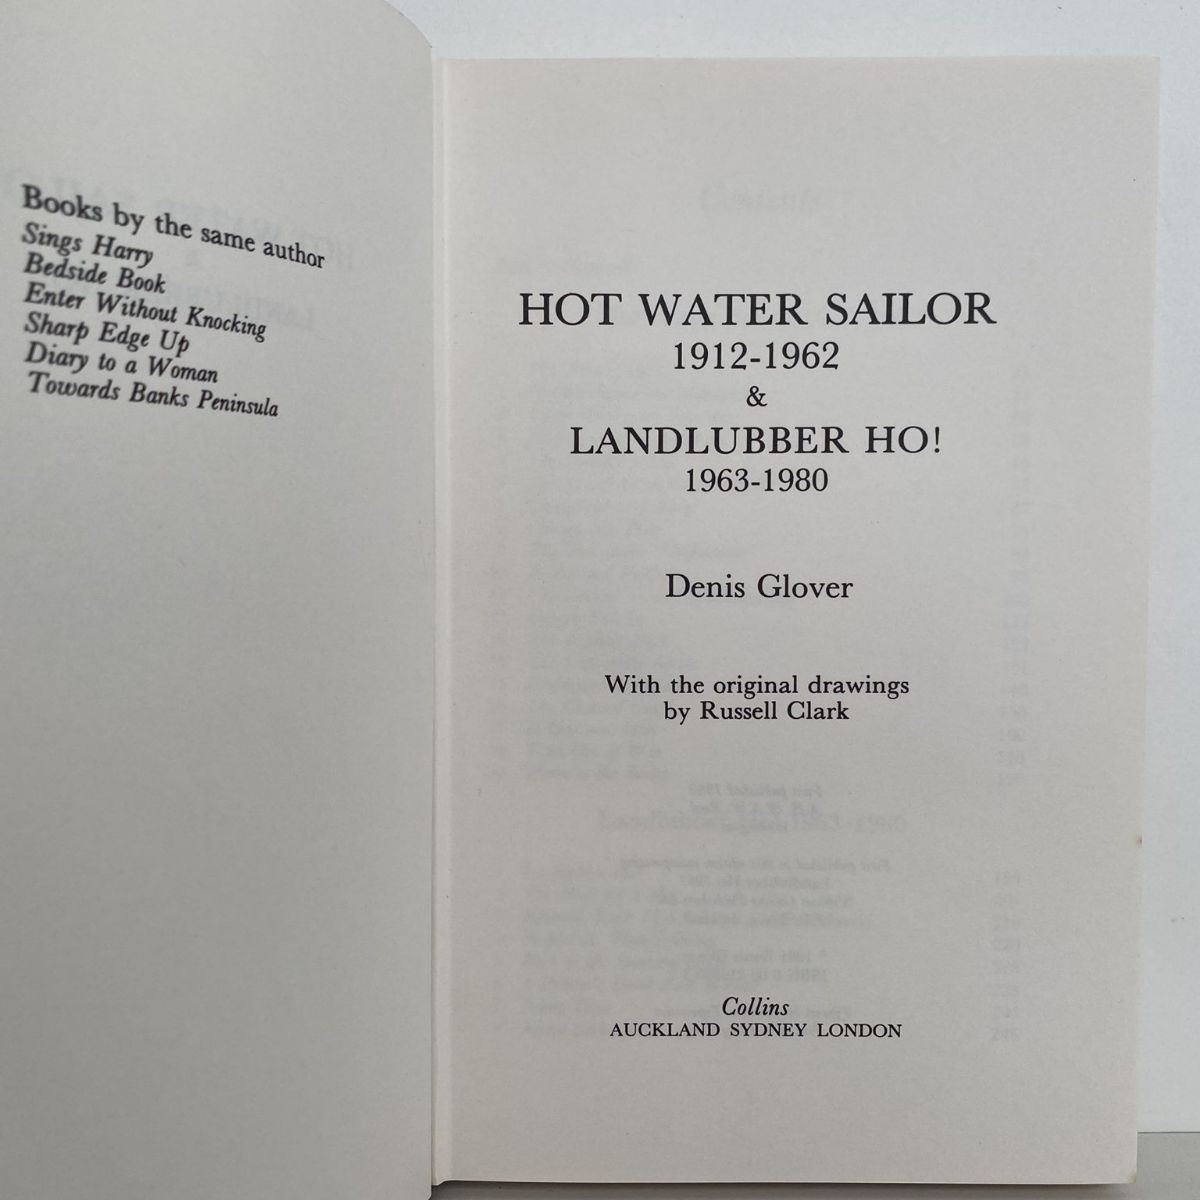 Books by the same author
Sings Harry
Bedside Book
Enter Without Knocking
Sharp Edge Up
Diary to a Woman
Towards Banks Peninsula
HOT WATER SAILOR
1912-1962
&
LANDLUBBER HO!
1963-1980
Denis Glover
With the original drawings
by Russell Clark
Collins
AUCKLAND SYDNEY LONDON